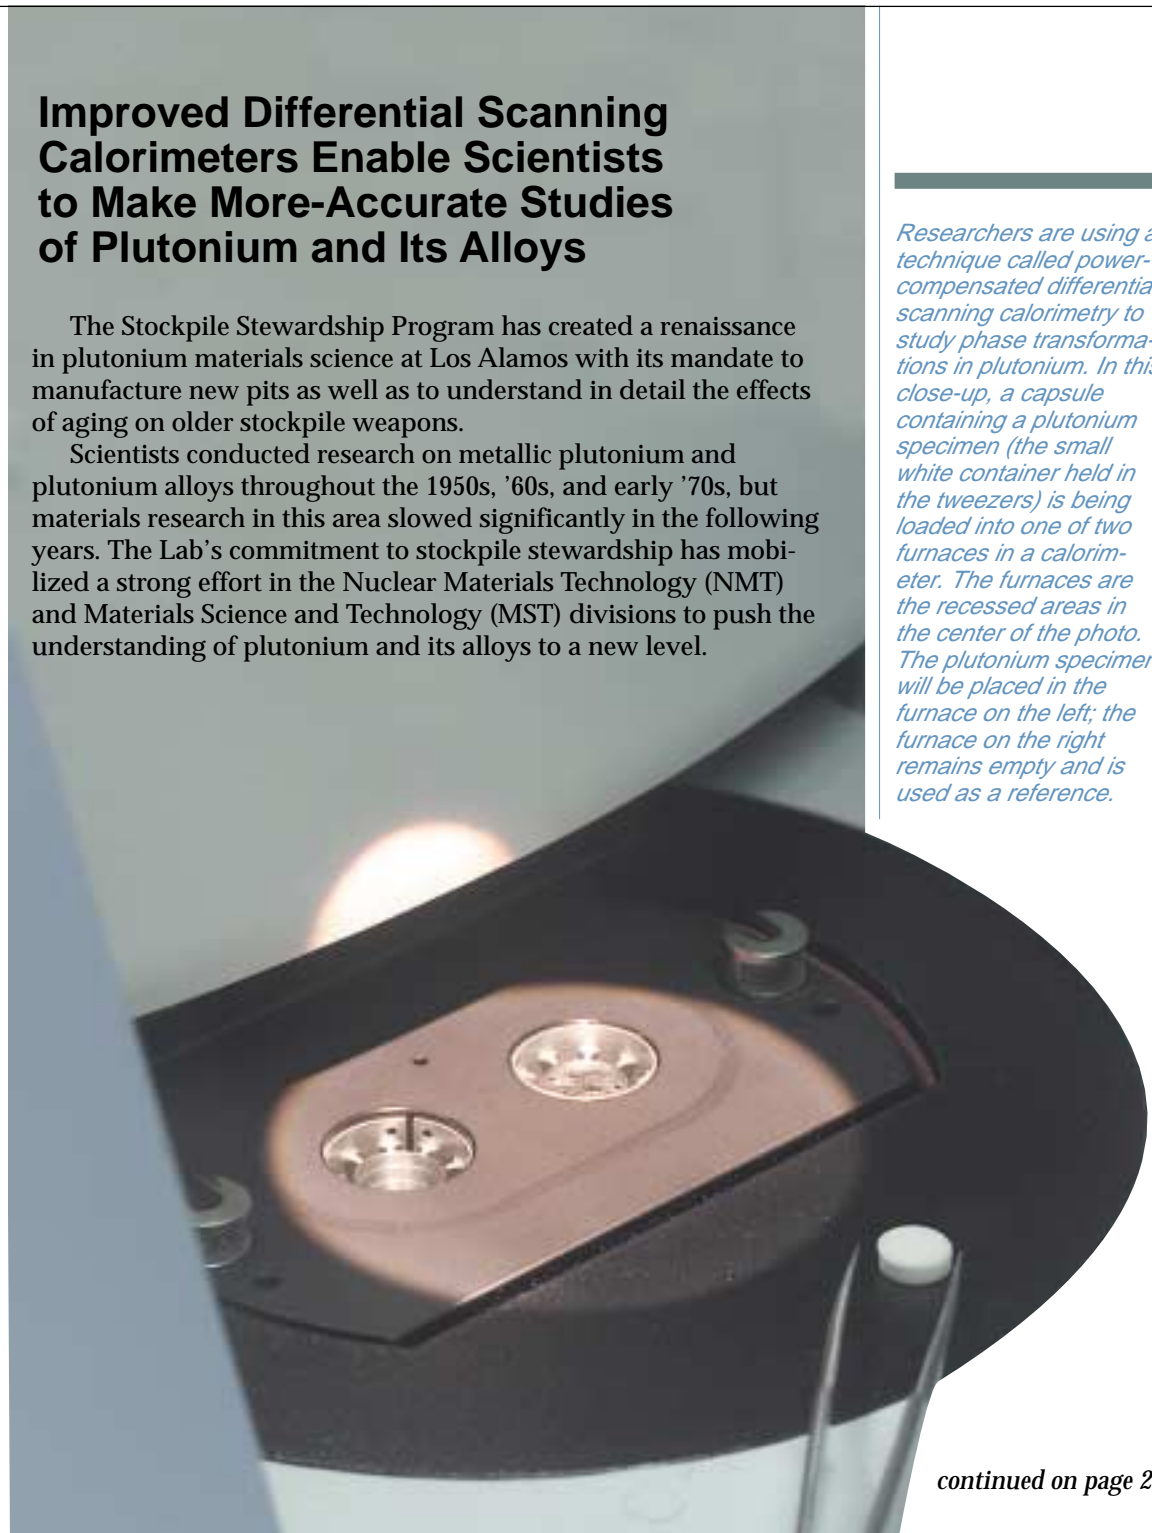 Improved Differential Scanning
Calorimeters Enable Scientists
to Make More-Accurate Studies
of Plutonium and Its Alloys
The Stockpile Stewardship Program has created a renaissance
in plutonium materials science at Los Alamos with its mandate to
manufacture new pits as well as to understand in detail the effects
of aging on older stockpile weapons.
Scientists conducted research on metallic plutonium and
plutonium alloys throughout the 1950s, ’60s, and early ’70s, but
materials research in this area slowed significantly in the following
years. The Lab’s commitment to stockpile stewardship has mobi-
lized a strong effort in the Nuclear Materials Technology (NMT)
and Materials Science and Technology (MST) divisions to push the
understanding of plutonium and its alloys to a new level.
Researchers are using a
technique called power-
compensated differentia
scanning calorimetry to
study phase transforma-
tions in plutonium. In this
close-up, a capsule
containing a plutonium
specimen (the small
white container held in
the tweezers) is being
loaded into one of two
furnaces in a calorim-
eter. The furnaces are
the recessed areas in
the center of the photo.
The plutonium specimen
will be placed in the
furnace on the left; the
furnace on the right
remains empty and is
used as a reference.
continued on page 2